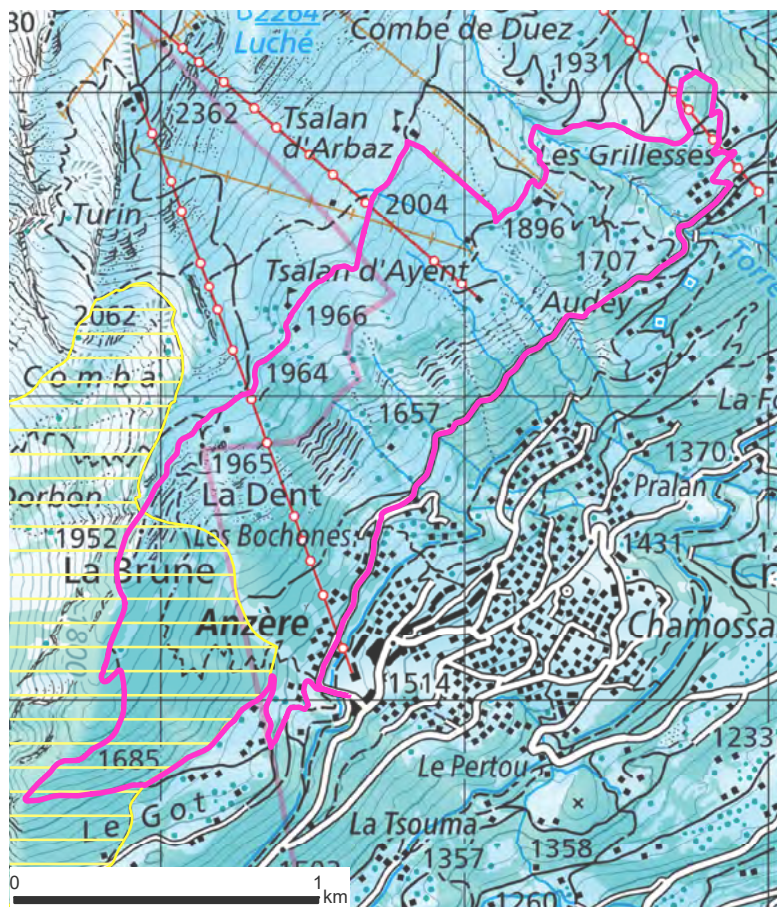 30
2264
Luché
Combe de Duez
1931
2362
Tsalan
d'Arbaz
Les Grillesses
Turin
2004
1896
1707
Tsalan d'Ayent
Audey
2062
1966
Comba
1964
1657
La F
1965
1370
Dorbon
La Dent
Pralan
1952
Les Bochones
1431
La Brune
Anzère
Chamossa
1800
1514
1685
1233
Le Pertou
Le Got
La Tsouma
1357
1358
1260
0 1
km